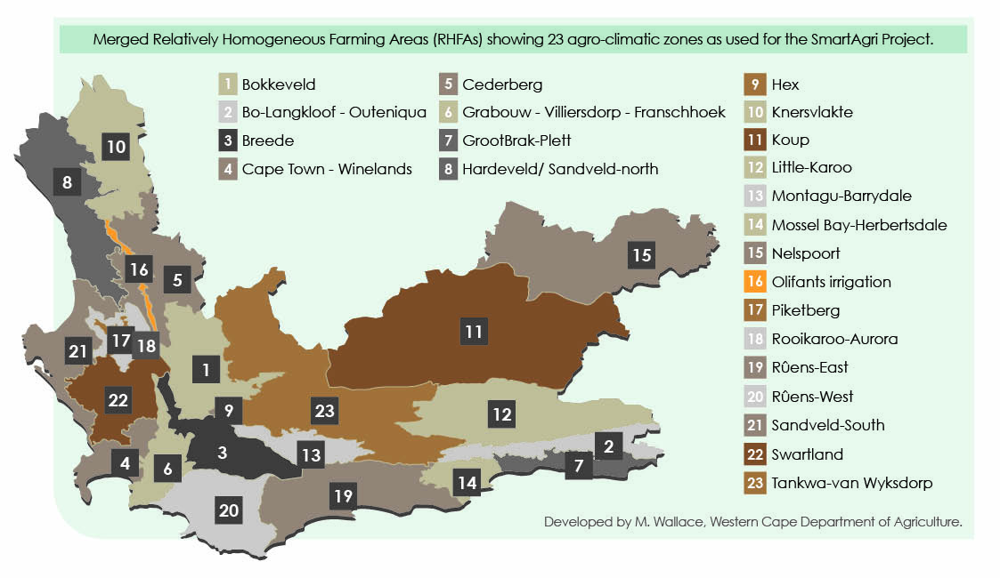 Merged Relatively Homogeneous Farming Areas (RHFAs) showing 23 agro-climatic zones as used for the SmartAgri Project.
1 Bokkeveld
2 Bo-Langkloof - Outeniqua
3 Breede
4 Cape Town - Winelands
5 Cederberg
6 Grabouw - Villiersdorp - Franschhoek
7 GrootBrak-Plett
8 Hardeveld/ Sandveld-north
9 Hex
10 Knersvlakte
11 Koup
12 Little-Karoo
13 Montagu-Barrydale
14 Mossel Bay-Herbertsdale
15 Nelspoort
16 Olifants irrigation
17 Piketberg
18 Rooikaroo-Aurora
19 Rûens-East
20 Rûens-West
21 Sandveld-South
22 Swartland
23 Tankwa-van Wyksdorp
10
8
15
16
5
11
17
18
21
1
22
9
23
12
2
3
13
4
6
7
14
19
20
Developed by M. Wallace, Western Cape Department of Agriculture.